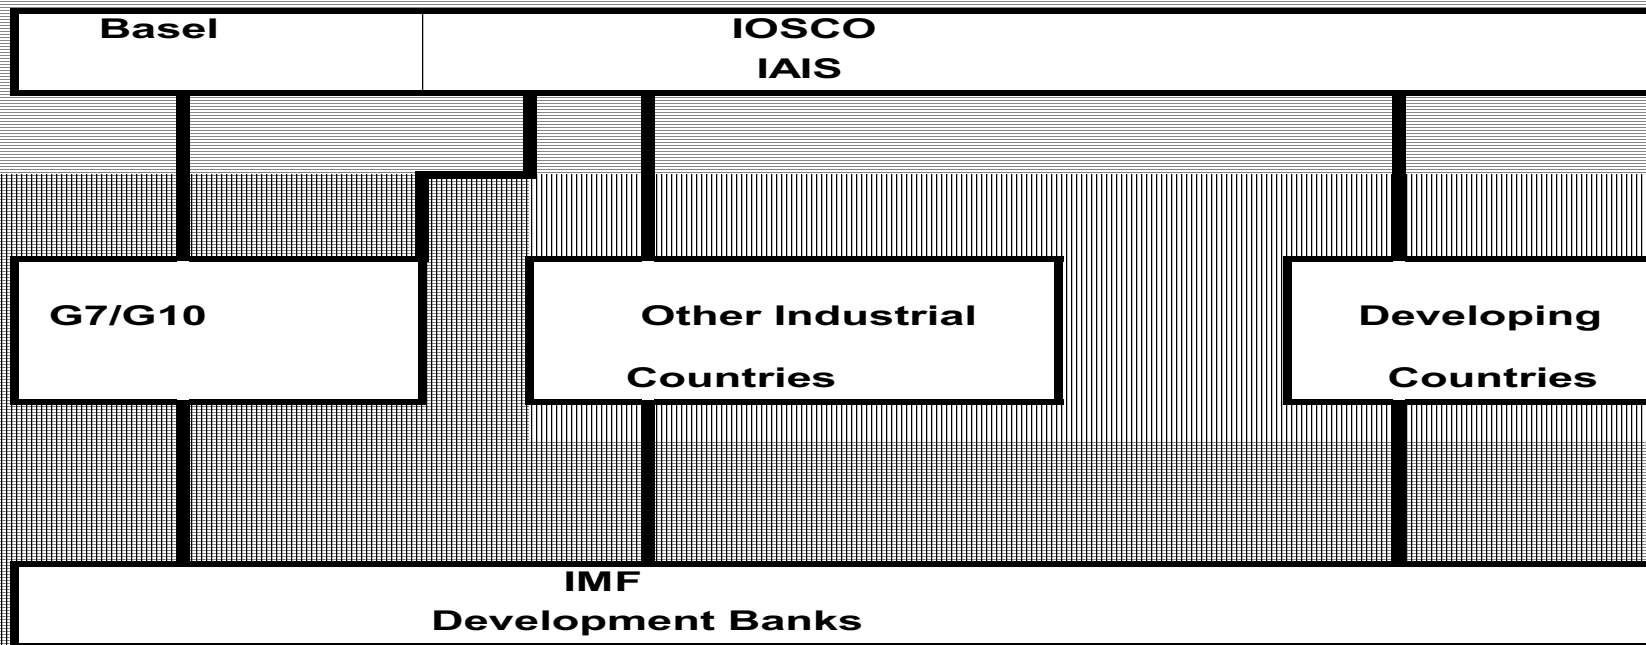 Basel
IOSCO
IAIS
G7/G10
Other Industrial
Countries
Developing
Countries
IMF
Development Banks